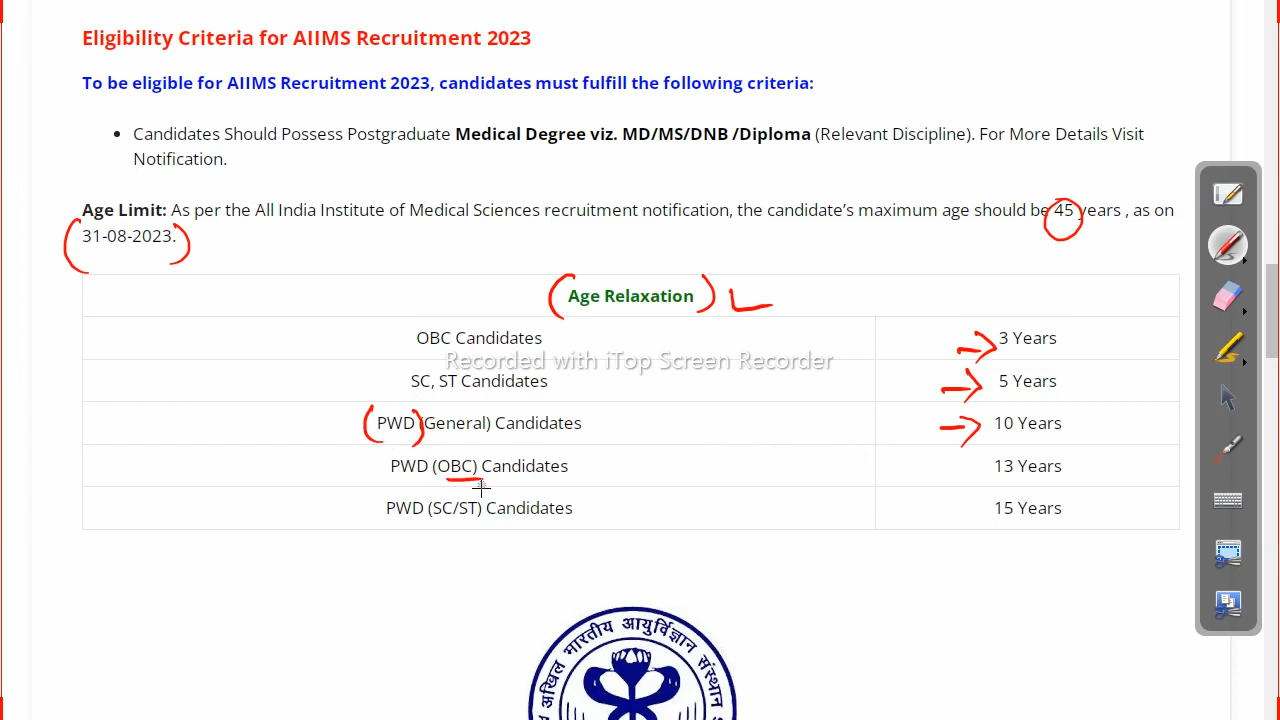 Eligibility Criteria for AIIMS Recruitment 2023
To be eligible for AIIMS Recruitment 2023, candidates must fulfill the following criteria:
• Candidates Should Possess Postgraduate Medical Degree viz. MD/MS/DNB /Diploma (Relevant Discipline). For More Details Visit
Notification.
Age Limit: As per the All India Institute of Medical Sciences recruitment notification, the candidate’s maximum age should be 45 years , as on
31-08-2023.
Age Relaxation
OBC Candidates 3 Years
Recorded with iTop Screen Recorder
SC, ST Candidates 5 Years
PWD (General) Candidates 10 Years
PWD (OBC) Candidates 13 Years
PWD (SC/ST) Candidates 15 Years
अखिल भारतीय आयुर्विज्ञान संस्थान